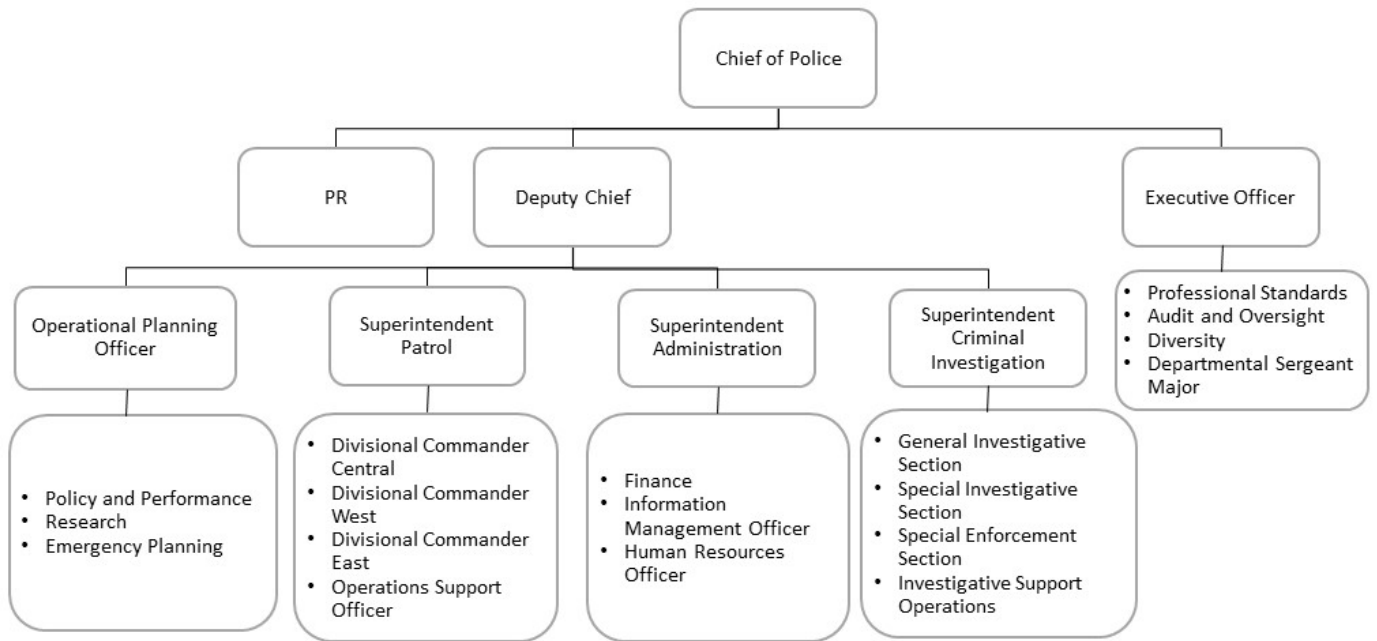 Chief of Police
PR
Deputy Chief
Executive Officer
• Professional Standards
• Audit and Oversight
• Diversity
• Departmental Sergeant
Major
Operational Planning
Officer
Superintendent
Patrol
Superintendent
Administration
Superintendent
Criminal
Investigation
• Policy and Performance
• Research
• Emergency Planning
• Divisional Commander
Central
• Divisional Commander
West
• Divisional Commander
East
• Operations Support
Officer
• Finance
• Information
Management Officer
• Human Resources
Officer
• General Investigative
Section
• Special Investigative
Section
• Special Enforcement
Section
• Investigative Support
Operations